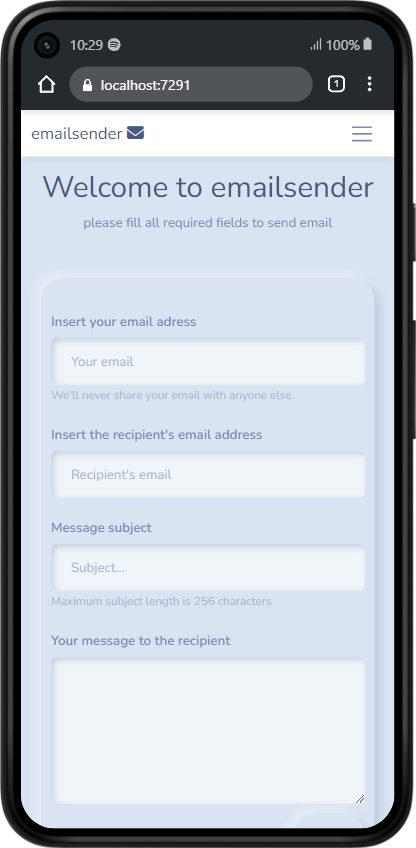 10:29 100%
localhost:7291 1
emailsender
Welcome to emailsender
please fill all required fields to send email
Insert your email adress
Your email
We'll never share your email with anyone else.
Insert the recipient's email address
Recipient's email
Message subject
Subject...
Maximum subject length is 256 characters
Your message to the recipient